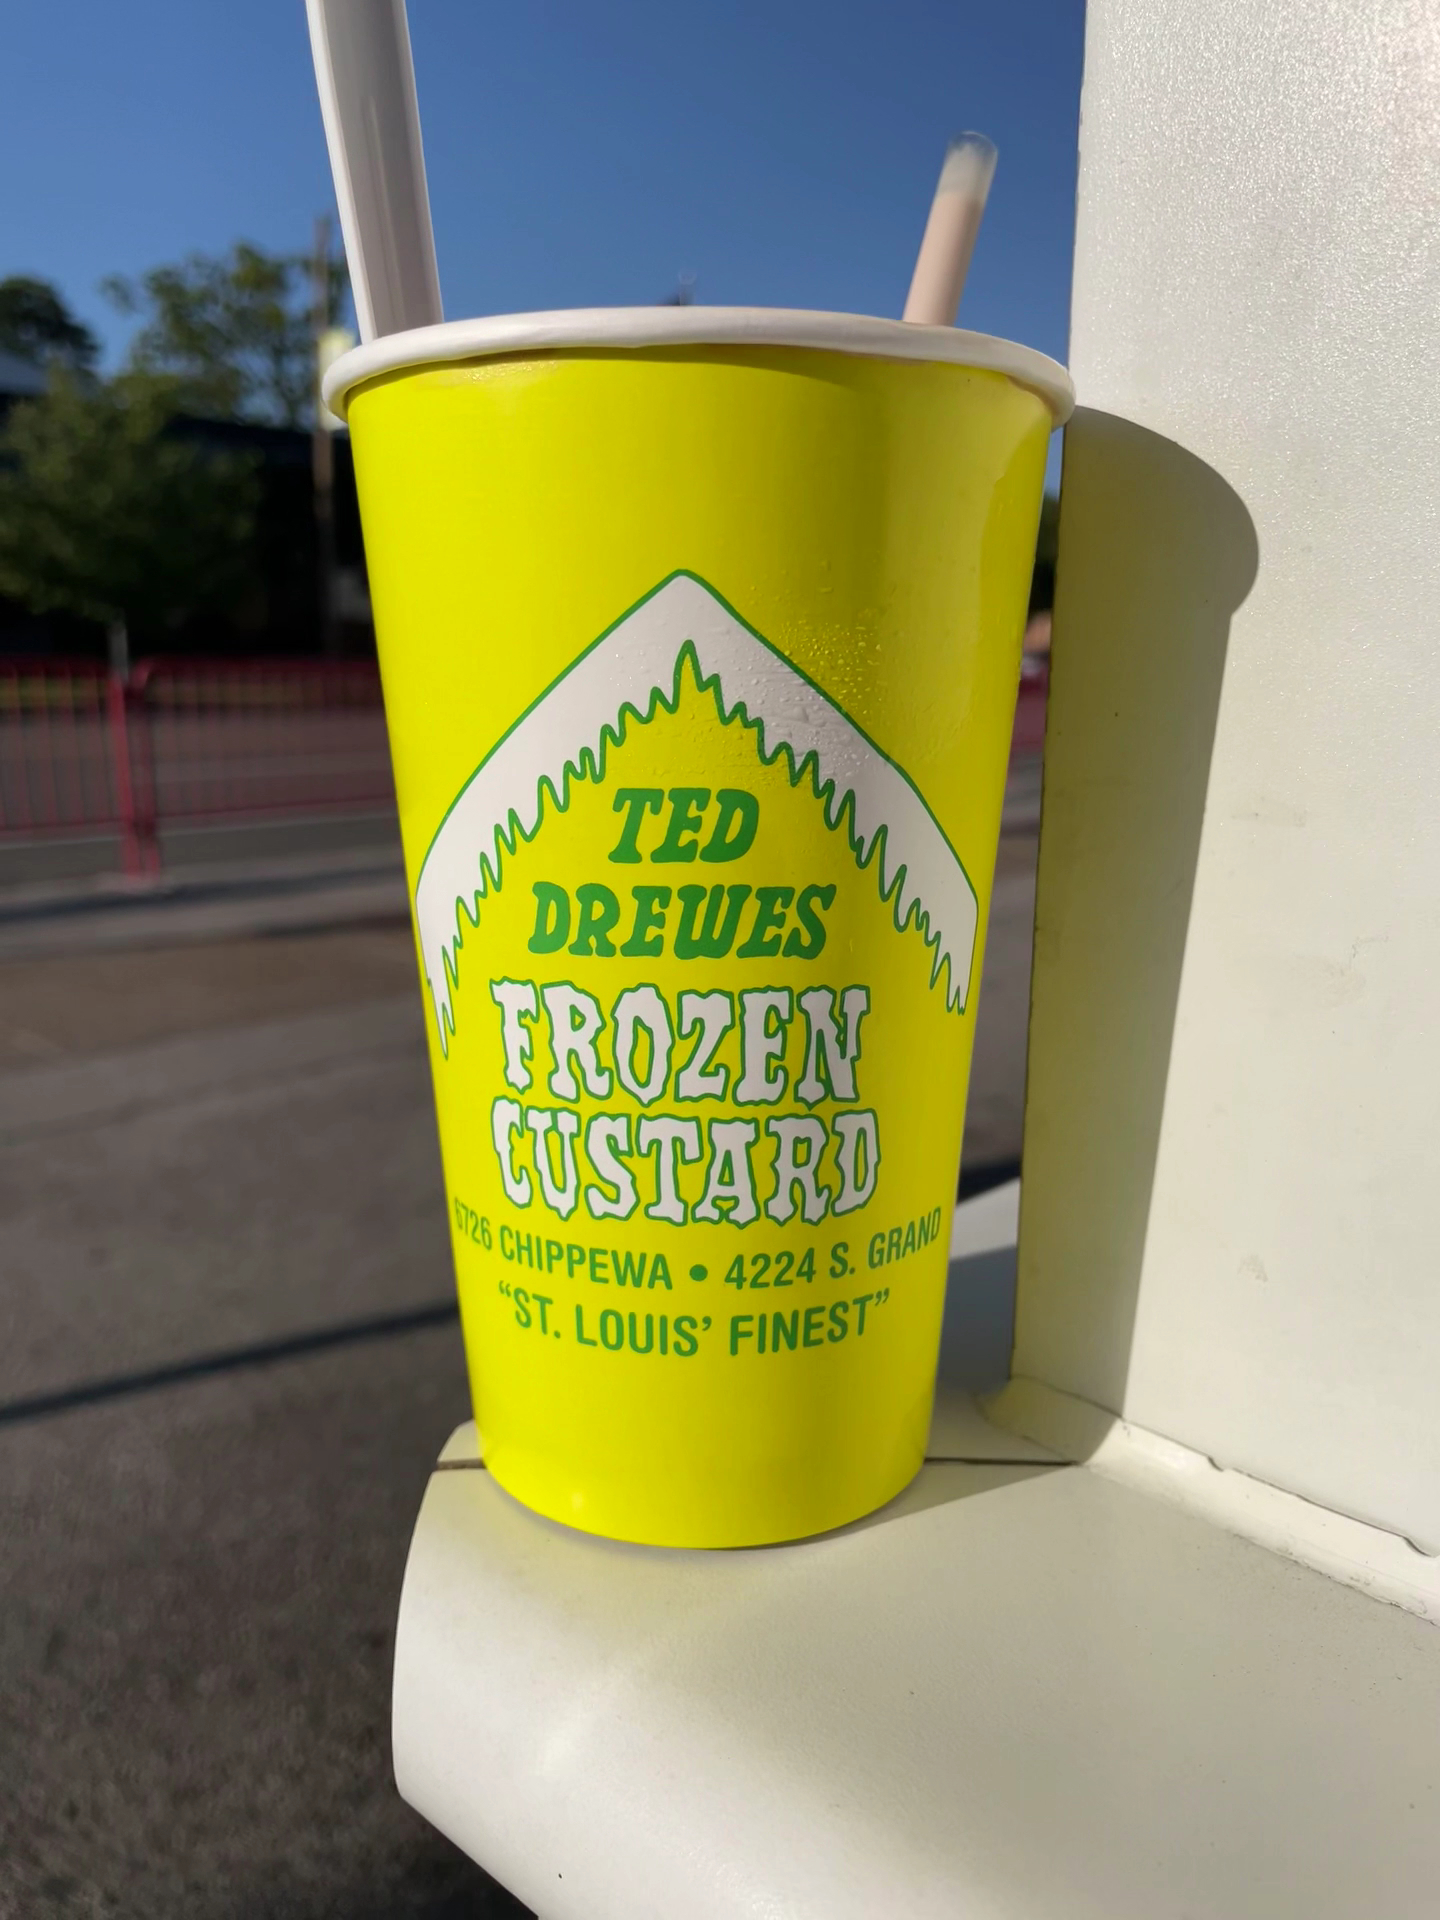 TED
DREWES
FROZEN
CUSTARD
6726 CHIPPEWA • 4224 S. GRAND
“ST. LOUIS’ FINEST”